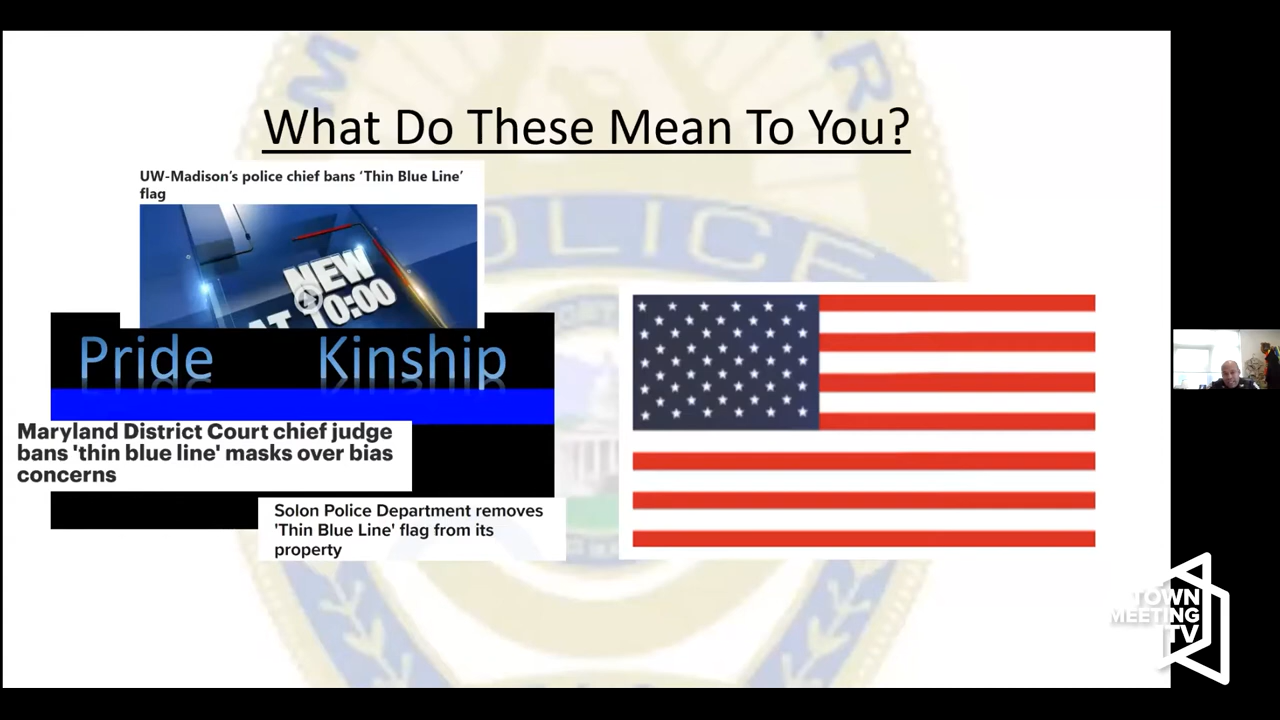 What Do These Mean To You?
UW-Madison's police chief bans 'Thin Blue Line'
flag
NEW
AT 10:00
Pride Kinship
Maryland District Court chief judge
bans 'thin blue line' masks over bias
concerns
Solon Police Department removes
'Thin Blue Line' flag from its
property
POLICE
TOWN
MEETING
TV